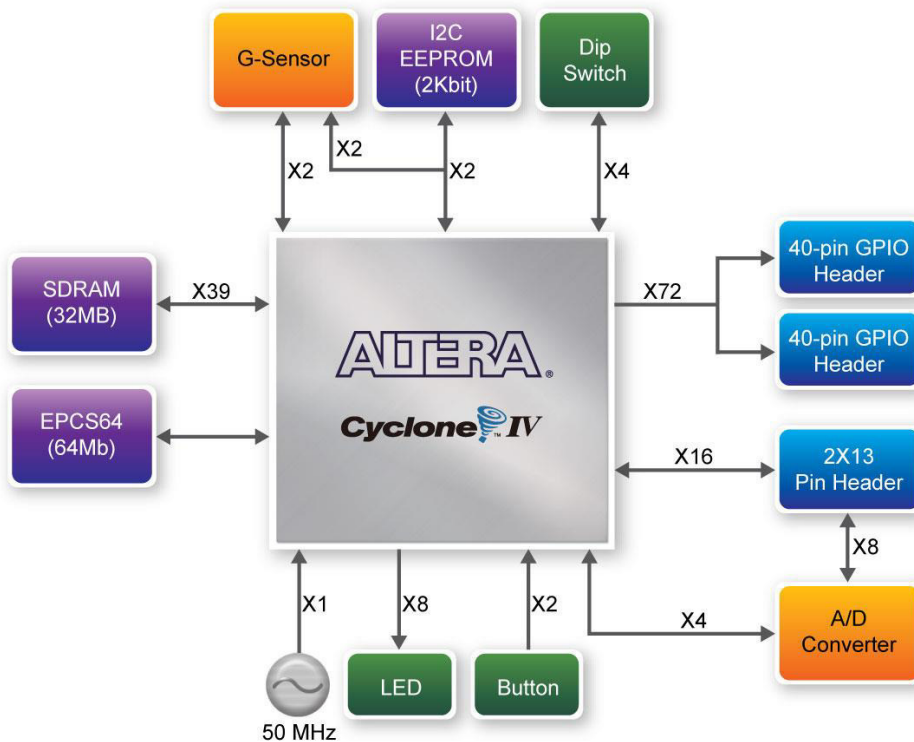 G-Sensor
I2C
EEPROM
(2Kbit)
Dip
Switch
X2
X2
X2
X4
SDRAM
(32MB)
X39
X72
40-pin GPIO
Header
40-pin GPIO
Header
ALTERA®
Cyclone™ IV
EPCS64
(64Mb)
X16
2X13
Pin Header
X8
X1
X8
X2
X4
A/D
Converter
LED
Button
50 MHz